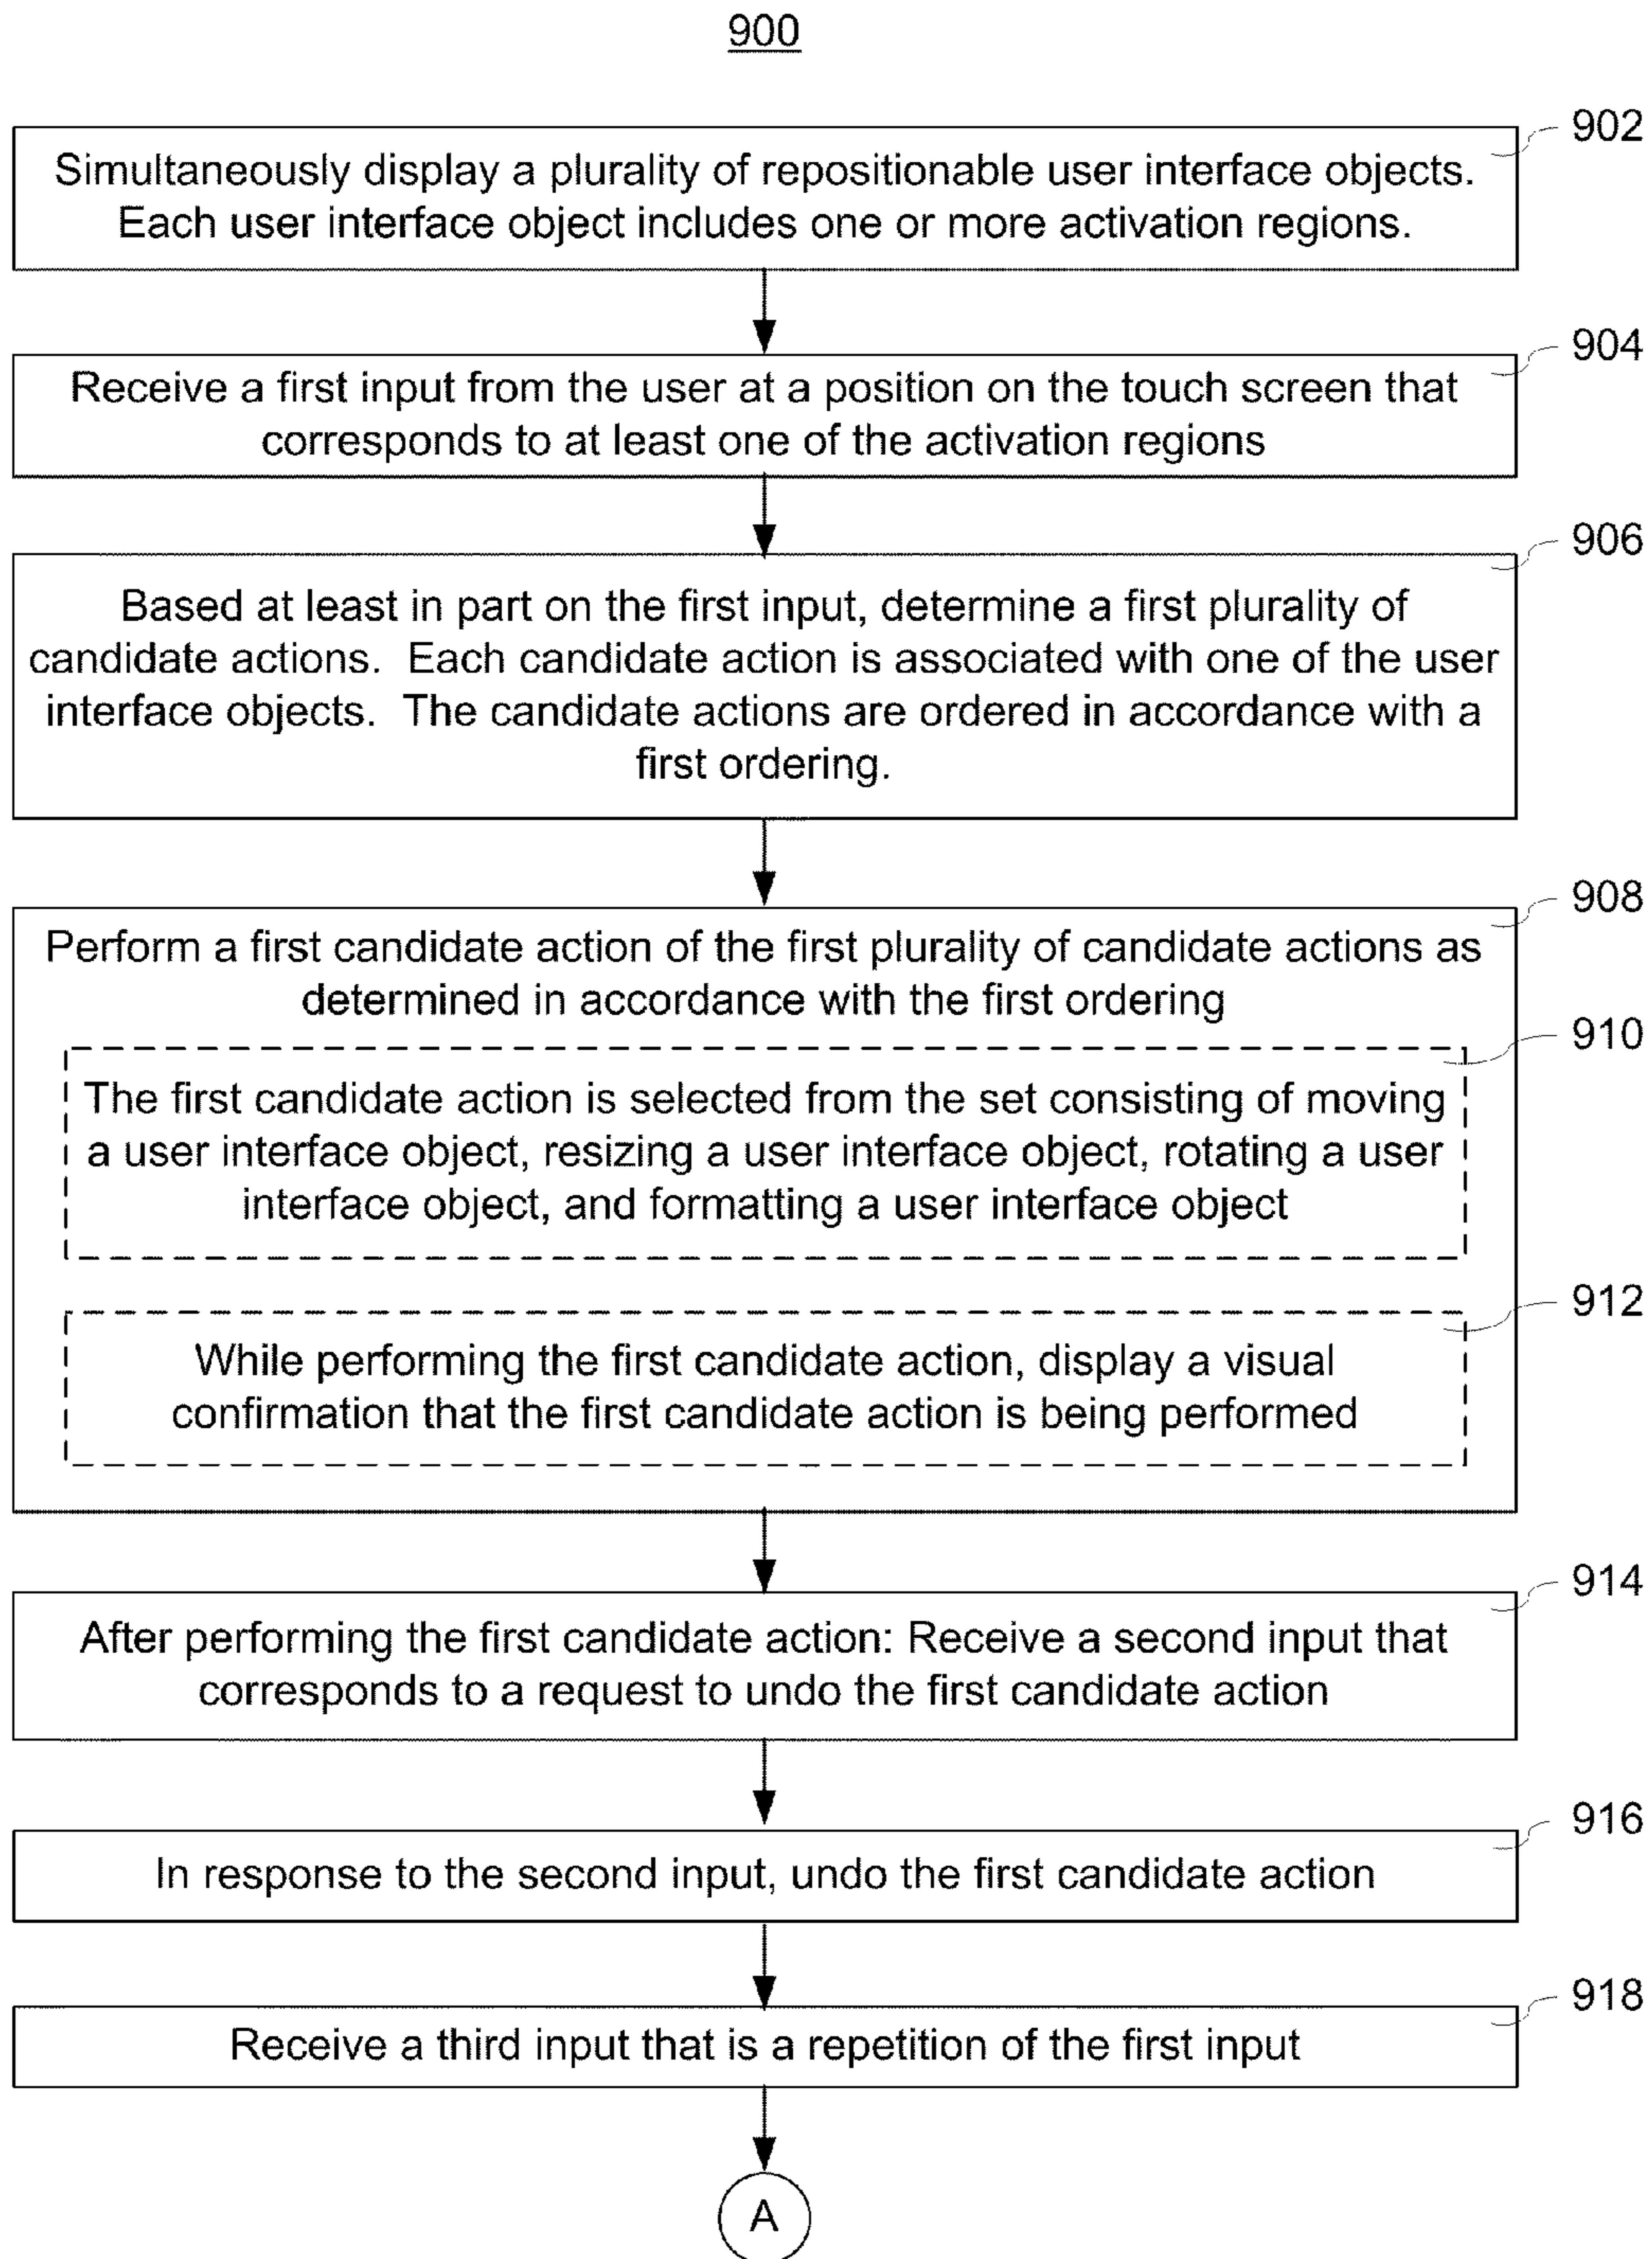 900
902
Simultaneously display a plurality of repositionable user interface objects.
Each user interface object includes one or more activation regions.
904
Receive a first input from the user at a position on the touch screen that
corresponds to at least one of the activation regions
906
Based at least in part on the first input, determine a first plurality of
candidate actions. Each candidate action is associated with one of the user
interface objects. The candidate actions are ordered in accordance with a
first ordering.
908
Perform a first candidate action of the first plurality of candidate actions as
determined in accordance with the first ordering
910
The first candidate action is selected from the set consisting of moving
a user interface object, resizing a user interface object, rotating a user
interface object, and formatting a user interface object
912
While performing the first candidate action, display a visual
confirmation that the first candidate action is being performed
914
After performing the first candidate action: Receive a second input that
corresponds to a request to undo the first candidate action
916
In response to the second input, undo the first candidate action
918
Receive a third input that is a repetition of the first input
A